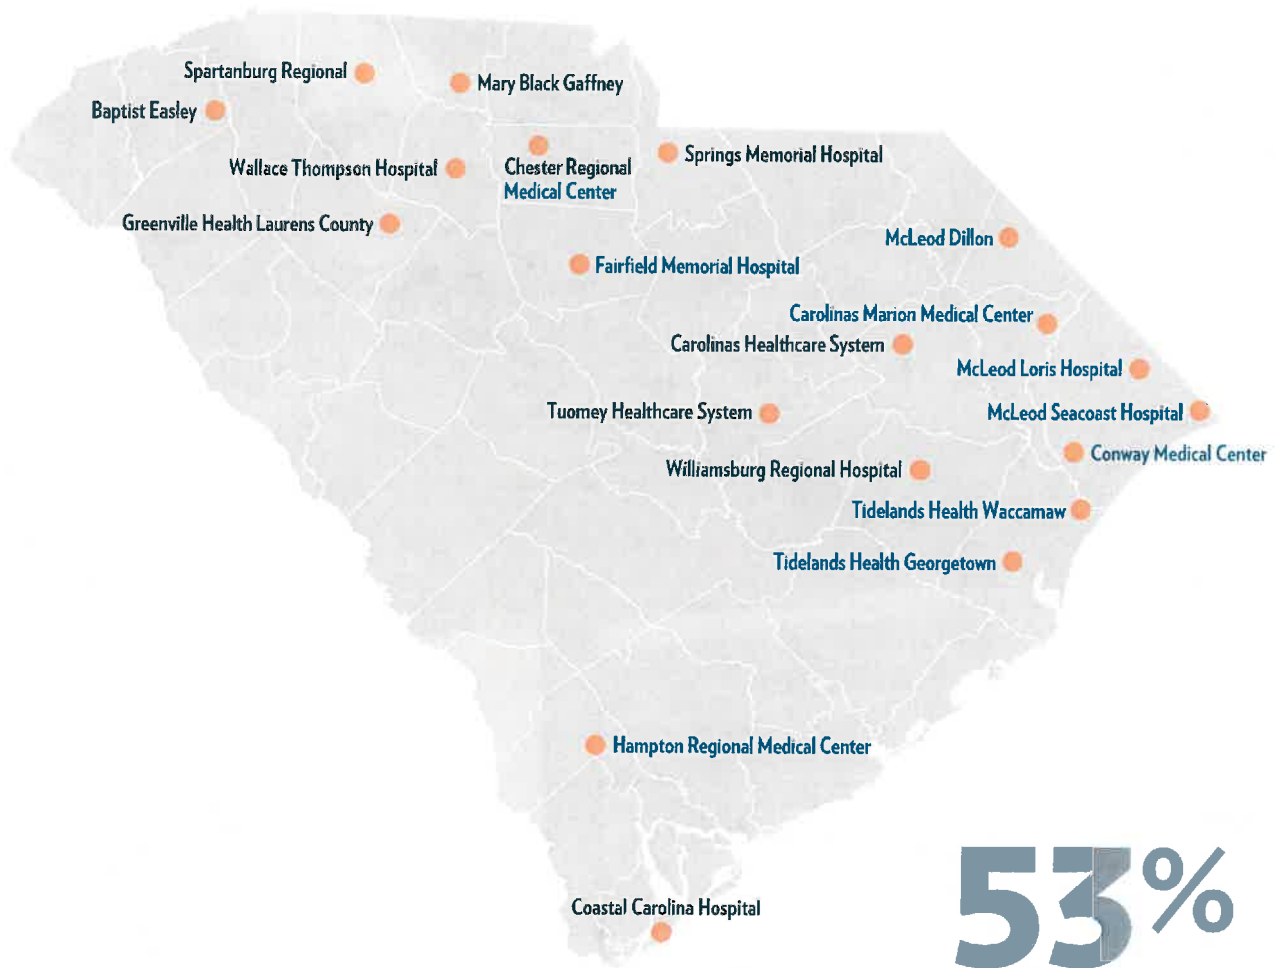 Spartanburg Regional
Mary Black Gaffney
Baptist Easley
Wallace Thompson Hospital
Chester Regional
Medical Center
Springs Memorial Hospital
Greenville Health Laurens County
McLeod Dillon
Fairfield Memorial Hospital
Carolinas Marion Medical Center
Carolinas Healthcare System
McLeod Loris Hospital
Tuomey Healthcare System
McLeod Seacoast Hospital
Conway Medical Center
Williamsburg Regional Hospital
Tidelands Health Waccamaw
Tidelands Health Georgetown
Hampton Regional Medical Center
Coastal Carolina Hospital
53%